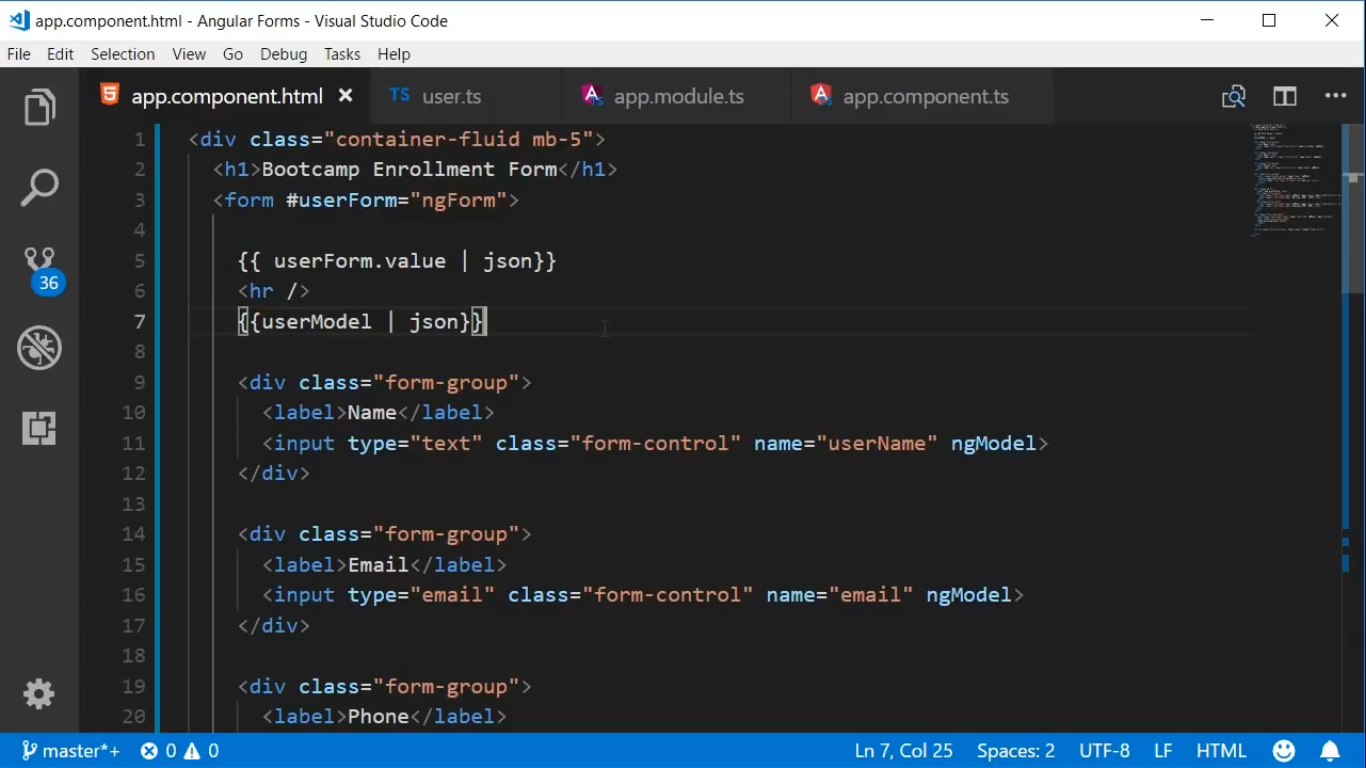 app.component.html - Angular Forms - Visual Studio Code
File Edit Selection View Go Debug Tasks Help
app.component.html TS user.ts app.module.ts app.component.ts
1 <div class="container-fluid mb-5">
2 <h1>Bootcamp Enrollment Form</h1>
3 <form #userForm="ngForm">
4
5 {{ userForm.value | json}}
6 <hr />
7 {{userModel | json}}
8
9 <div class="form-group">
10 <label>Name</label>
11 <input type="text" class="form-control" name="userName" ngModel>
12 </div>
13
14 <div class="form-group">
15 <label>Email</label>
16 <input type="email" class="form-control" name="email" ngModel>
17 </div>
18
19 <div class="form-group">
20 <label>Phone</label>
36
master*+ 0 0 Ln 7, Col 25 Spaces: 2 UTF-8 LF HTML